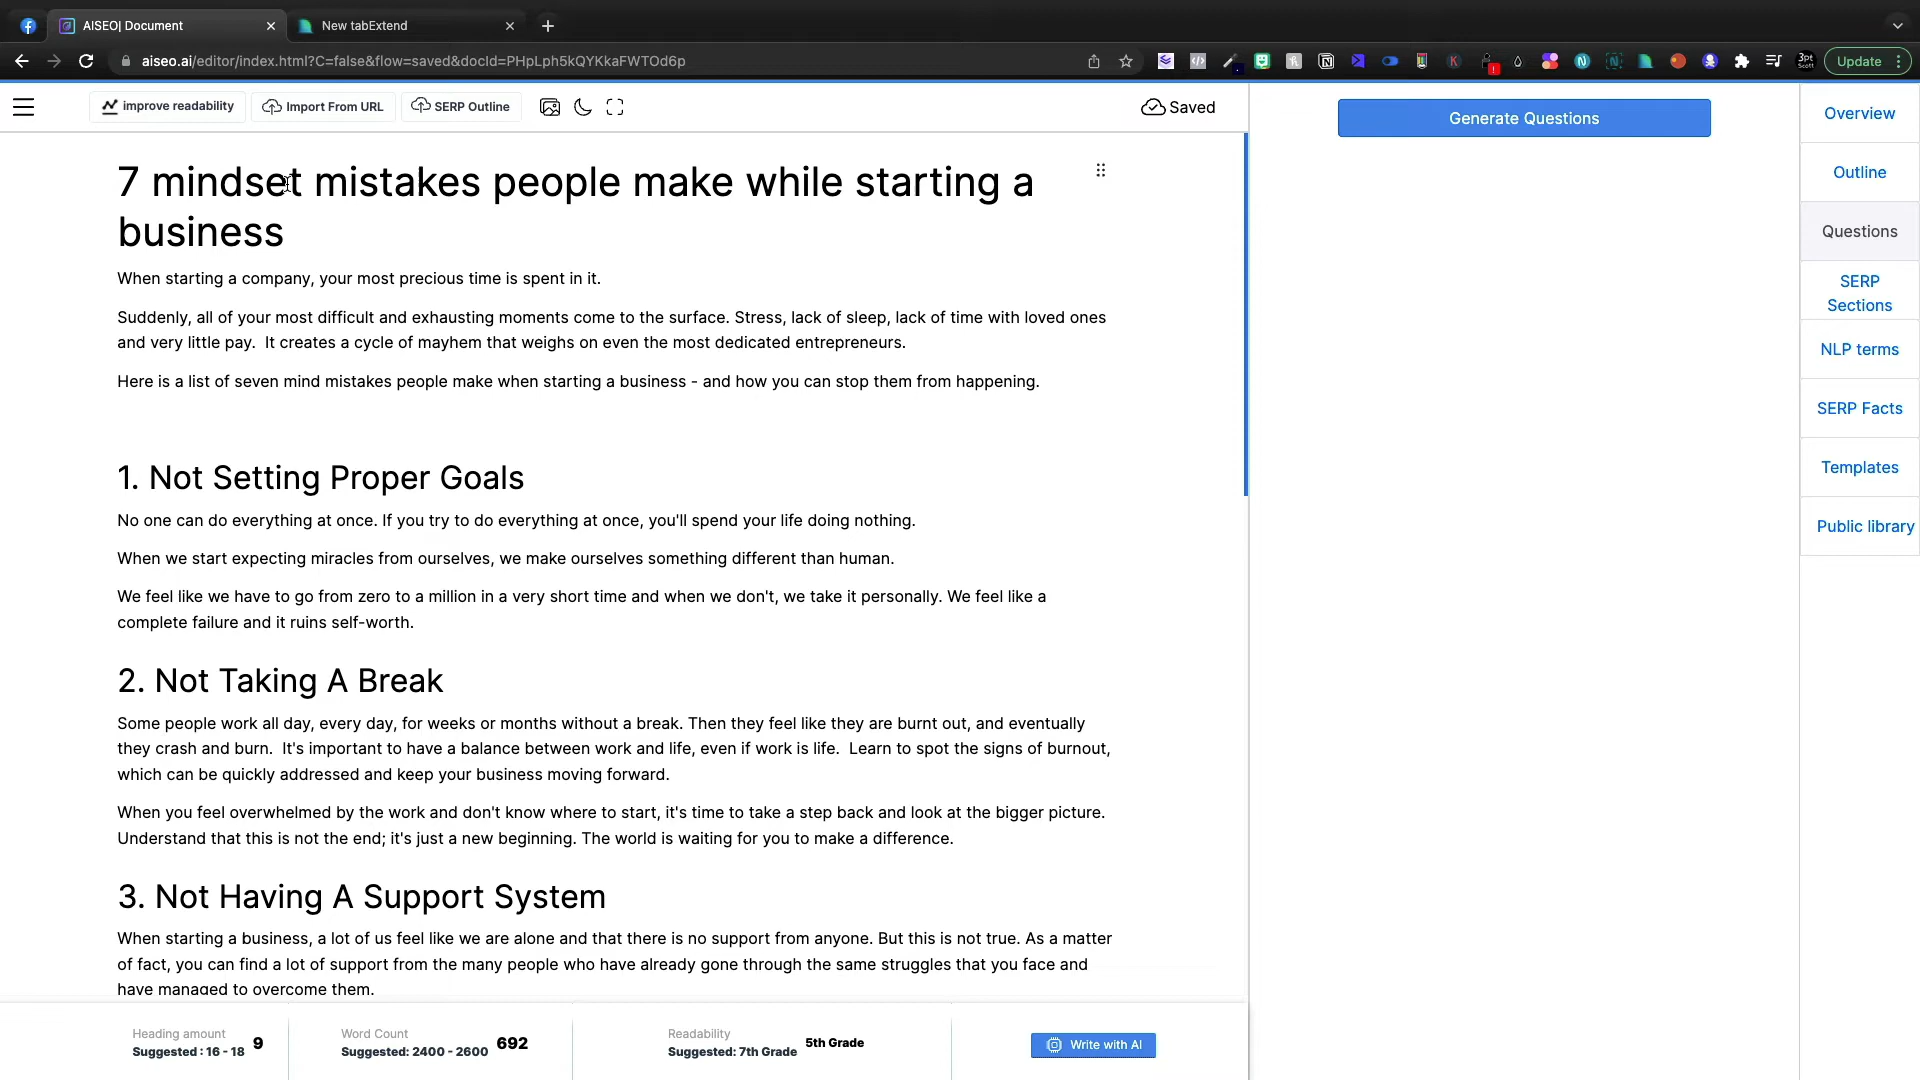 AISEO| Document
New tabExtend
aiseo.ai/editor/index.html?C=false&flow=saved&docId=PHpLph5kQYKkaFWTOd6p
3pt
Scott
Update
improve readability
Import From URL
SERP Outline
Saved
Generate Questions
Overview
Outline
Questions
SERP
Sections
NLP terms
SERP Facts
Templates
Public library
7 mindset mistakes people make while starting a
business
When starting a company, your most precious time is spent in it.
Suddenly, all of your most difficult and exhausting moments come to the surface. Stress, lack of sleep, lack of time with loved ones
and very little pay.  It creates a cycle of mayhem that weighs on even the most dedicated entrepreneurs.
Here is a list of seven mind mistakes people make when starting a business - and how you can stop them from happening.
1. Not Setting Proper Goals
No one can do everything at once. If you try to do everything at once, you'll spend your life doing nothing.
When we start expecting miracles from ourselves, we make ourselves something different than human.
We feel like we have to go from zero to a million in a very short time and when we don't, we take it personally. We feel like a
complete failure and it ruins self-worth.
2. Not Taking A Break
Some people work all day, every day, for weeks or months without a break. Then they feel like they are burnt out, and eventually
they crash and burn.  It's important to have a balance between work and life, even if work is life.  Learn to spot the signs of burnout,
which can be quickly addressed and keep your business moving forward.
When you feel overwhelmed by the work and don't know where to start, it's time to take a step back and look at the bigger picture.
Understand that this is not the end; it's just a new beginning. The world is waiting for you to make a difference.
3. Not Having A Support System
When starting a business, a lot of us feel like we are alone and that there is no support from anyone. But this is not true. As a matter
of fact, you can find a lot of support from the many people who have already gone through the same struggles that you face and
have managed to overcome them.
Heading amount
Suggested : 16 - 18
9
Word Count
Suggested: 2400 - 2600
692
Readability
Suggested: 7th Grade
5th Grade
Write with AI